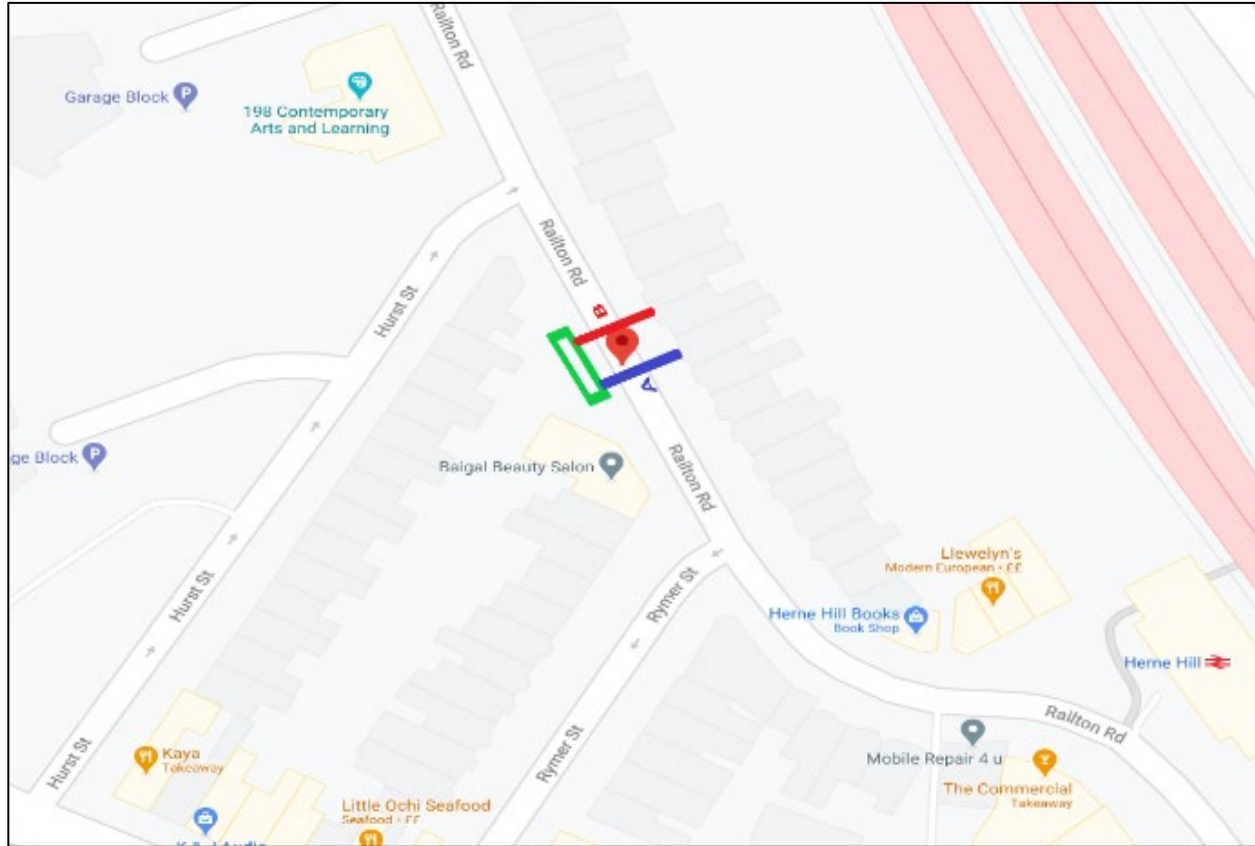 Railton Rd
Garage Block
P
198 Contemporary
Arts and Learning
Railton Rd
Hurst St
B
A
ge Block
P
Baigal Beauty Salon
Railton Rd
Llewelyn's
Modern European · ££
Hurst St
Rymer St
Herne Hill Books
Book Shop
Herne Hill
Railton Rd
Kaya
Takeaway
Rymer St
Mobile Repair 4 u
Hurst St
The Commercial
Takeaway
Little Ochi Seafood
Seafood · ££